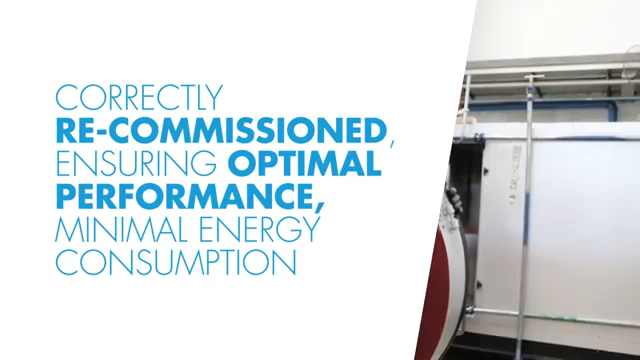 CORRECTLY
RE-COMMISSIONED,
ENSURING OPTIMAL
PERFORMANCE,
MINIMAL ENERGY
CONSUMPTION